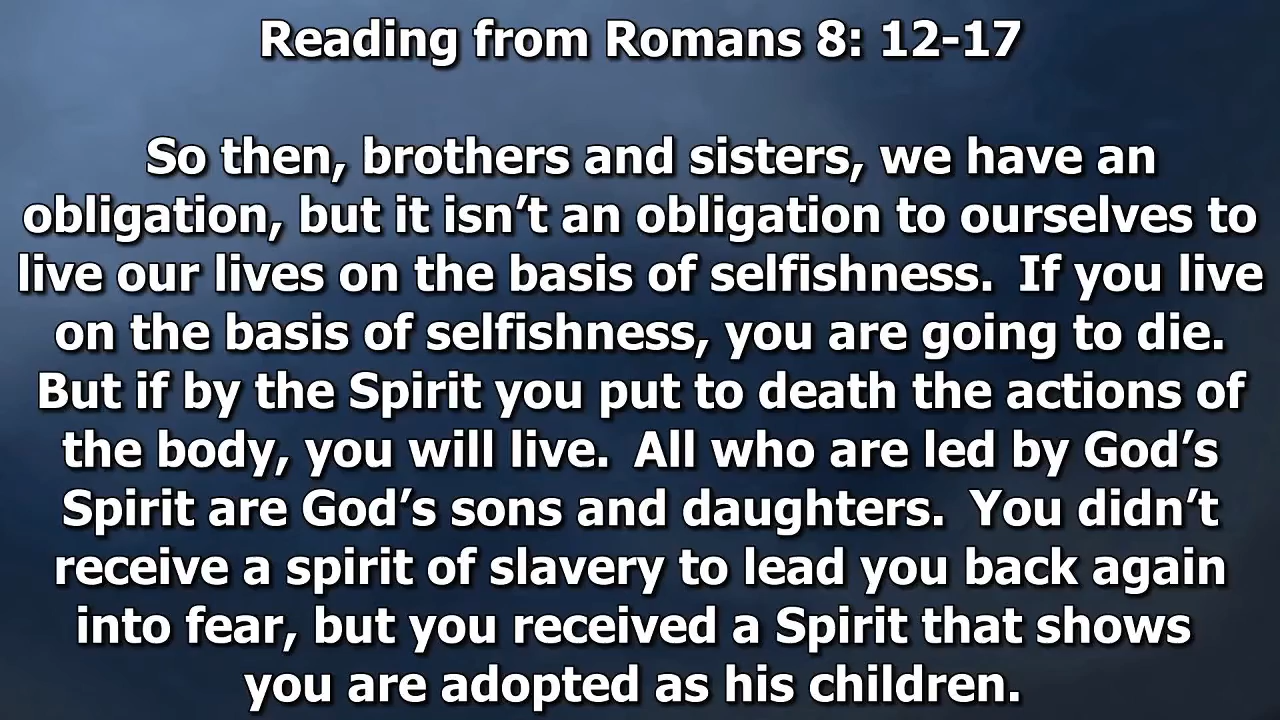 Reading from Romans 8: 12-17
So then, brothers and sisters, we have an
obligation, but it isn’t an obligation to ourselves to
live our lives on the basis of selfishness.  If you live
on the basis of selfishness, you are going to die.
But if by the Spirit you put to death the actions of
the body, you will live.  All who are led by God’s
Spirit are God’s sons and daughters.  You didn’t
receive a spirit of slavery to lead you back again
into fear, but you received a Spirit that shows
you are adopted as his children.